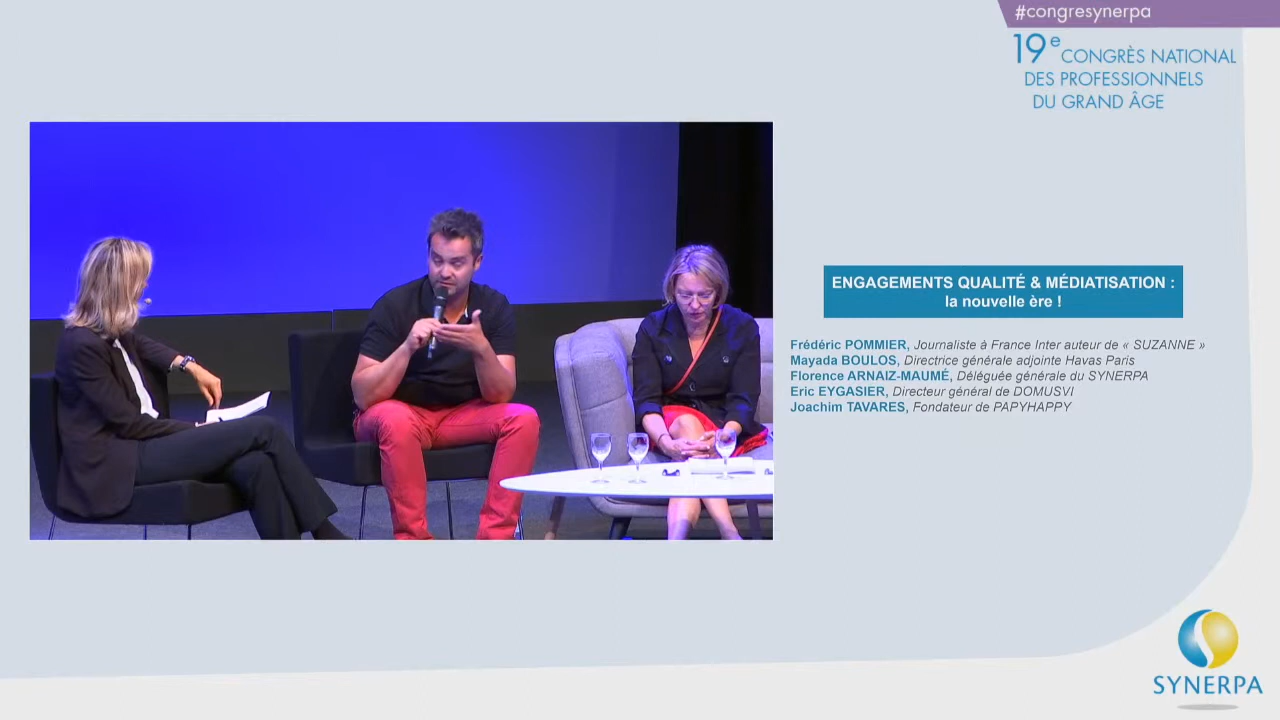 #congresynerpa
19e CONGRÈS NATIONAL
DES PROFESSIONNELS
DU GRAND ÂGE
ENGAGEMENTS QUALITÉ & MÉDIATISATION :
la nouvelle ère !
Frédéric POMMIER, Journaliste à France Inter auteur de « SUZANNE »
Mayada BOULOS, Directrice générale adjointe Havas Paris
Florence ARNAIZ-MAUMÉ, Déléguée générale du SYNERPA
Eric EYGASIER, Directeur général de DOMUSVI
Joachim TAVARES, Fondateur de PAPYHAPPY
SYNERPA